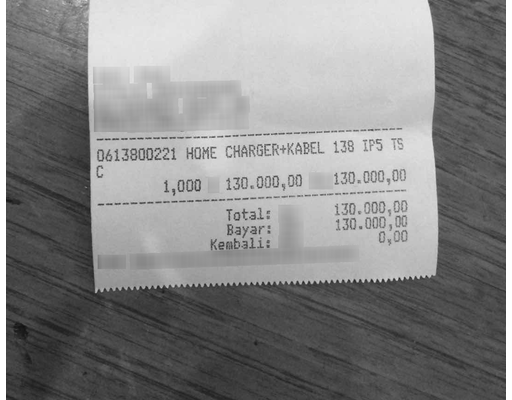 0613800221 HOME CHARGER+KABEL 138 IP5 TS
C
1,000 130.000,00 130.000,00
Total: 130.000,00
Bayar: 130.000,00
Kembali: 0,00